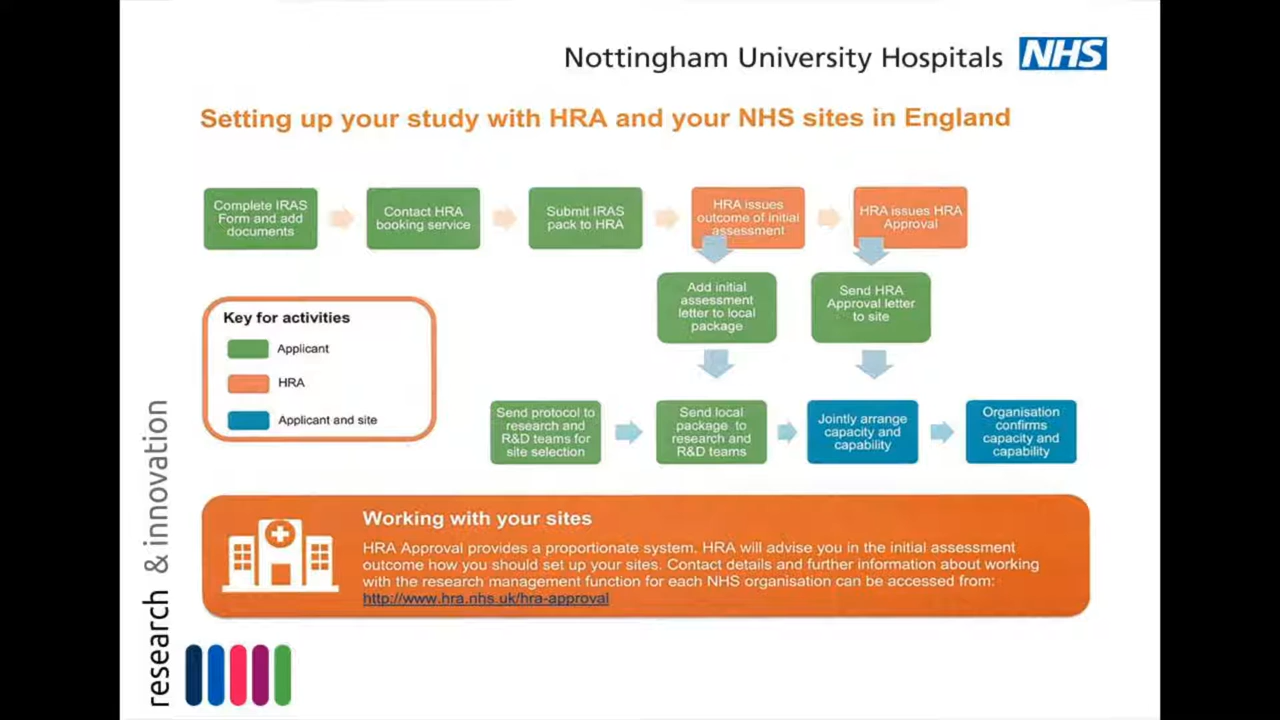 Nottingham University Hospitals NHS
Setting up your study with HRA and your NHS sites in England
Complete IRAS
Form and add
documents
Contact HRA
booking service
Submit IRAS
pack to HRA
HRA issues
outcome of initial
assessment
HRA issues HRA
Approval
Add initial
assessment
letter to local
package
Send HRA
Approval letter
to site
Key for activities
Applicant
HRA
Applicant and site
Send protocol to
research and
R&D teams for
site selection
Send local
package to
research and
R&D teams
Jointly arrange
capacity and
capability
Organisation
confirms
capacity and
capability
Working with your sites
HRA Approval provides a proportionate system. HRA will advise you in the initial assessment
outcome how you should set up your sites. Contact details and further information about working
with the research management function for each NHS organisation can be accessed from:
http://www.hra.nhs.uk/hra-approval
research & innovation